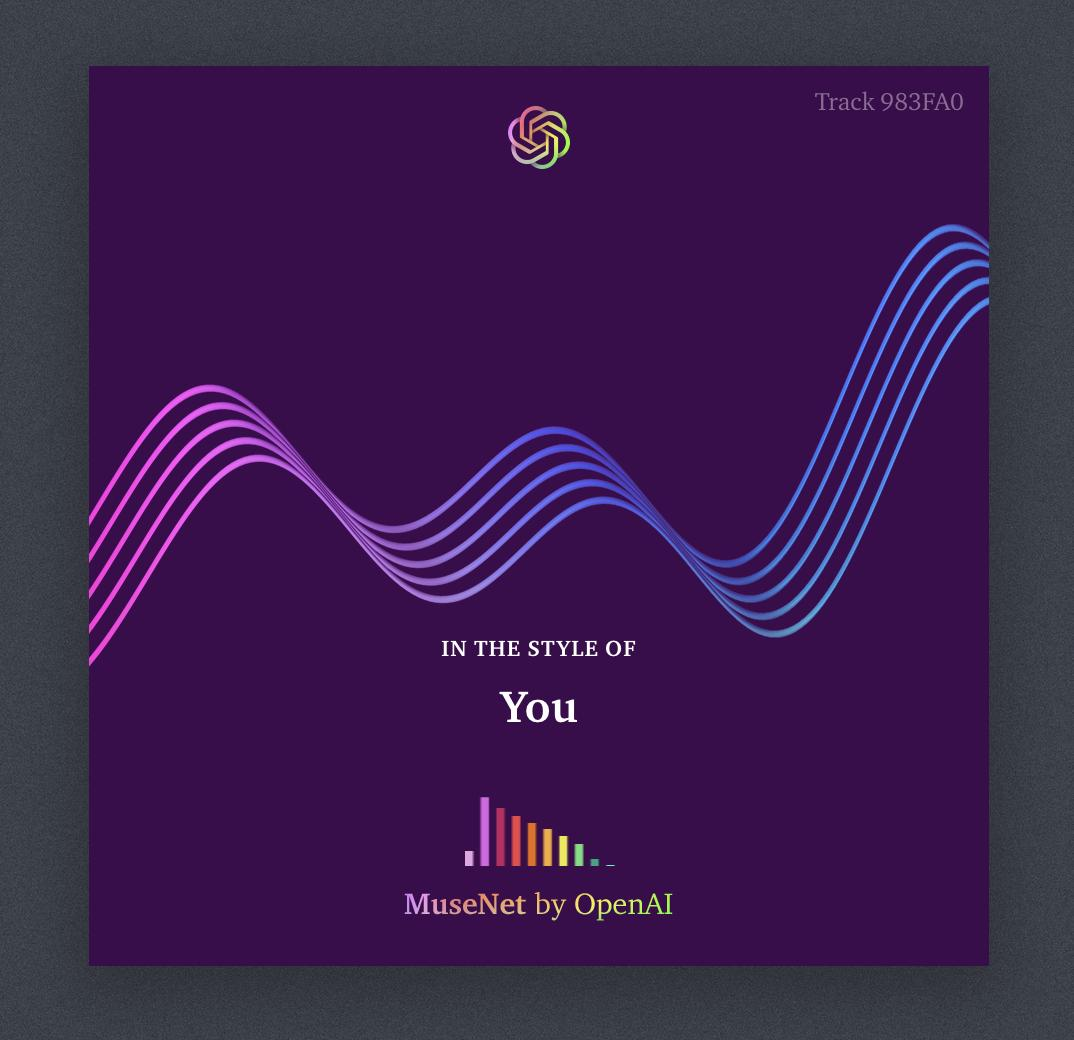 Track 983FA0
IN THE STYLE OF
You
MuseNet by OpenAI